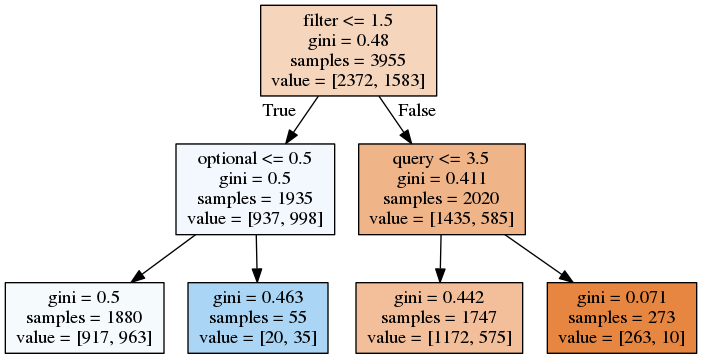 filter <= 1.5
gini = 0.48
samples = 3955
value = [2372, 1583]
True
False
optional <= 0.5
gini = 0.5
samples = 1935
value = [937, 998]
query <= 3.5
gini = 0.411
samples = 2020
value = [1435, 585]
gini = 0.5
samples = 1880
value = [917, 963]
gini = 0.463
samples = 55
value = [20, 35]
gini = 0.442
samples = 1747
value = [1172, 575]
gini = 0.071
samples = 273
value = [263, 10]